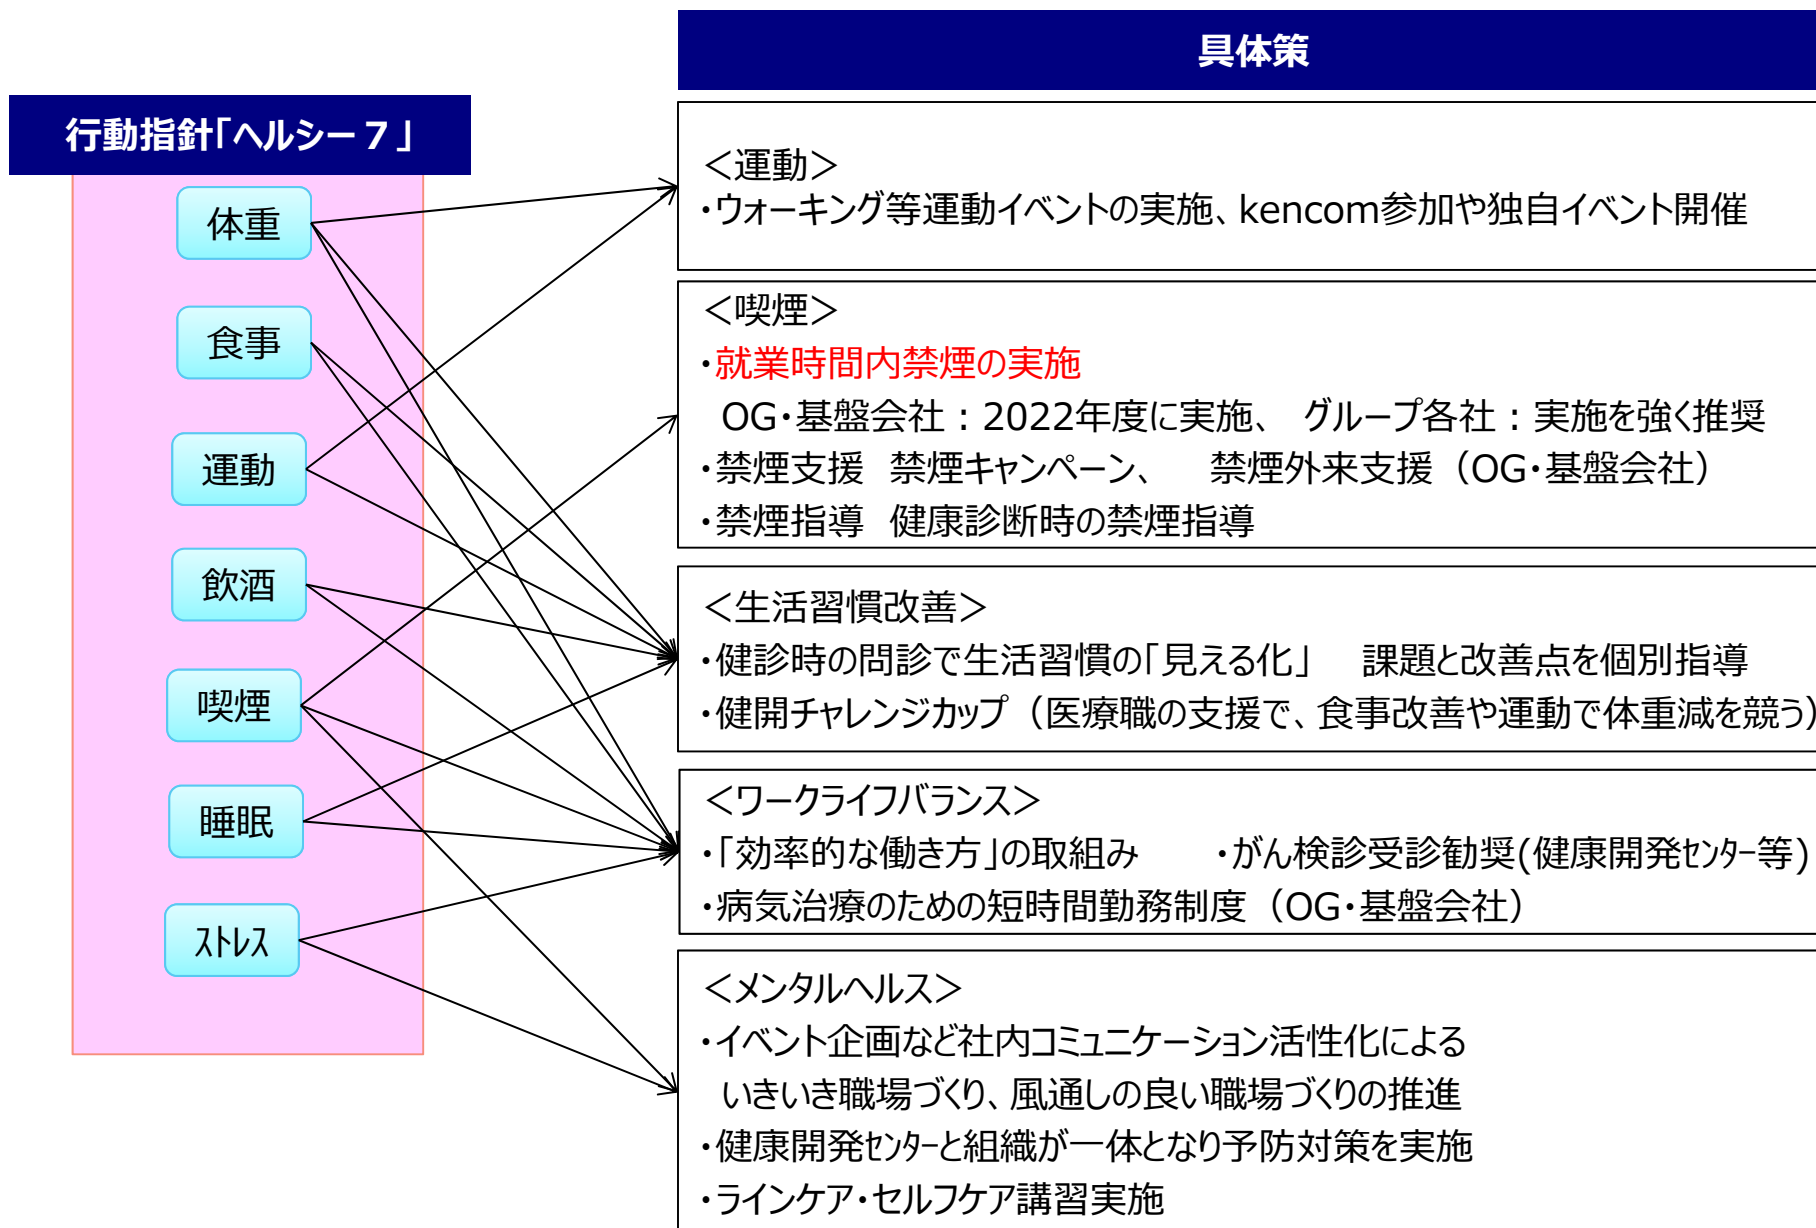 具体策
行動指針「ヘルシー７」
体重
食事
運動
飲酒
喫煙
睡眠
ｽﾄﾚｽ
＜運動＞
・ウォーキング等運動イベントの実施、kencom参加や独自イベント開催
＜喫煙＞
・就業時間内禁煙の実施
OG・基盤会社：2022年度に実施、 グループ各社：実施を強く推奨
・禁煙支援 禁煙キャンペーン、 禁煙外来支援（OG・基盤会社）
・禁煙指導 健康診断時の禁煙指導
＜生活習慣改善＞
・健診時の問診で生活習慣の「見える化」 課題と改善点を個別指導
・健開チャレンジカップ（医療職の支援で、食事改善や運動で体重減を競う）
＜ワークライフバランス＞
・「効率的な働き方」の取組み ・がん検診受診勧奨(健康開発ｾﾝﾀｰ等)
・病気治療のための短時間勤務制度（OG・基盤会社）
＜メンタルヘルス＞
・イベント企画など社内コミュニケーション活性化による
いきいき職場づくり、風通しの良い職場づくりの推進
・健康開発ｾﾝﾀｰと組織が一体となり予防対策を実施
・ラインケア・セルフケア講習実施